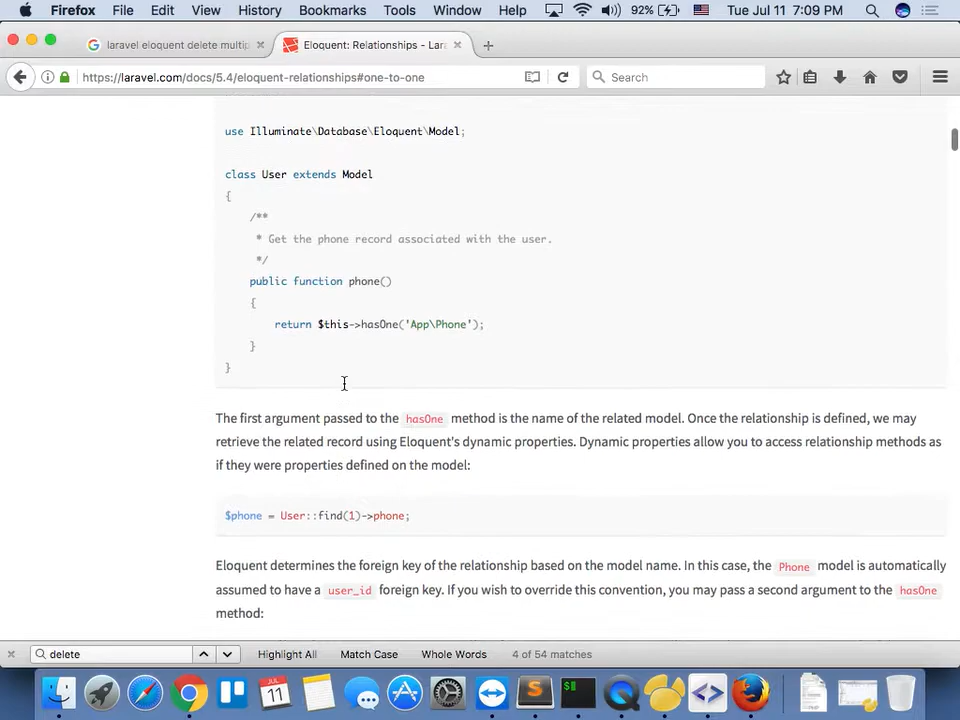 Firefox File Edit View History Bookmarks Tools Window Help 92% Tue Jul 11 7:09 PM
laravel eloquent delete multip
Eloquent: Relationships - Lar
https://laravel.com/docs/5.4/eloquent-relationships#one-to-one
Search
use Illuminate\Database\Eloquent\Model;
class User extends Model
{
/**
* Get the phone record associated with the user.
*/
public function phone()
{
return $this->hasOne('App\Phone');
}
}
The first argument passed to the hasOne method is the name of the related model. Once the relationship is defined, we may
retrieve the related record using Eloquent's dynamic properties. Dynamic properties allow you to access relationship methods as
if they were properties defined on the model:
$phone = User::find(1)->phone;
Eloquent determines the foreign key of the relationship based on the model name. In this case, the Phone model is automatically
assumed to have a user_id foreign key. If you wish to override this convention, you may pass a second argument to the hasOne
method:
delete Highlight All Match Case Whole Words 4 of 54 matches
JUL
11